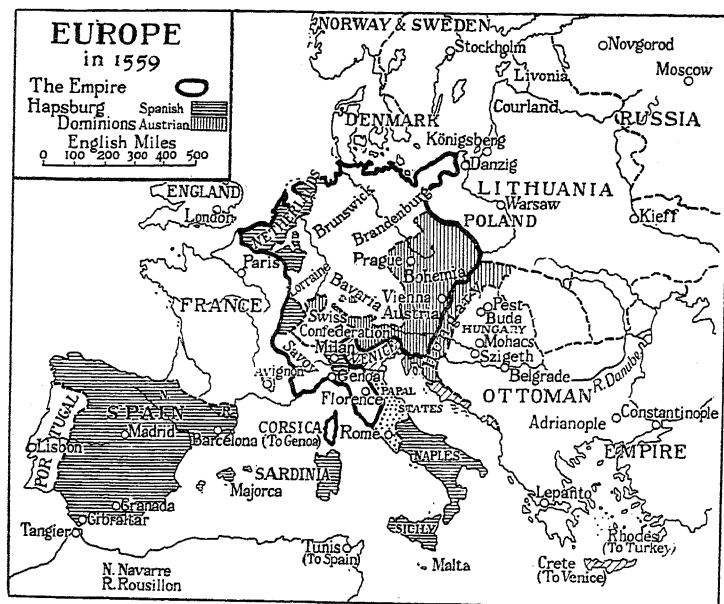 EUROPE
in 1559
The Empire
Hapsburg Spanish
Dominions Austrian
English Miles
0 100 200 300 400 500
NORWAY & SWEDEN
Stockholm
Novgorod
Livonia
Moscow
Courland
RUSSIA
DENMARK
Königsberg
Danzig
ENGLAND
London
LITHUANIA
NETHERLANDS
Brunswick
Brandenburg
Warsaw
POLAND
Kieff
Paris
Prague
Bohemia
Lorraine
Bavaria
FRANCE
Vienna
Austria
Pest
Buda
HUNGARY
Swiss
Confederation
Mohacs
Szigeth
Savoy
Milan
VENICE
Belgrade
R. Danube
Avignon
Genoa
Florence
PAPAL
STATES
OTTOMAN
N.
R.
PORTUGAL
SPAIN
Madrid
Lisbon
Barcelona
CORSICA
(To Genoa)
Rome
Adrianople
Constantinople
EMPIRE
SARDINIA
NAPLES
Majorca
Granada
Gibraltar
Tangier
SICILY
Lepanto
Rhodes
(To Turkey)
Tunis
(To Spain)
Malta
Crete
(To Venice)
N. Navarre
R. Rousillon